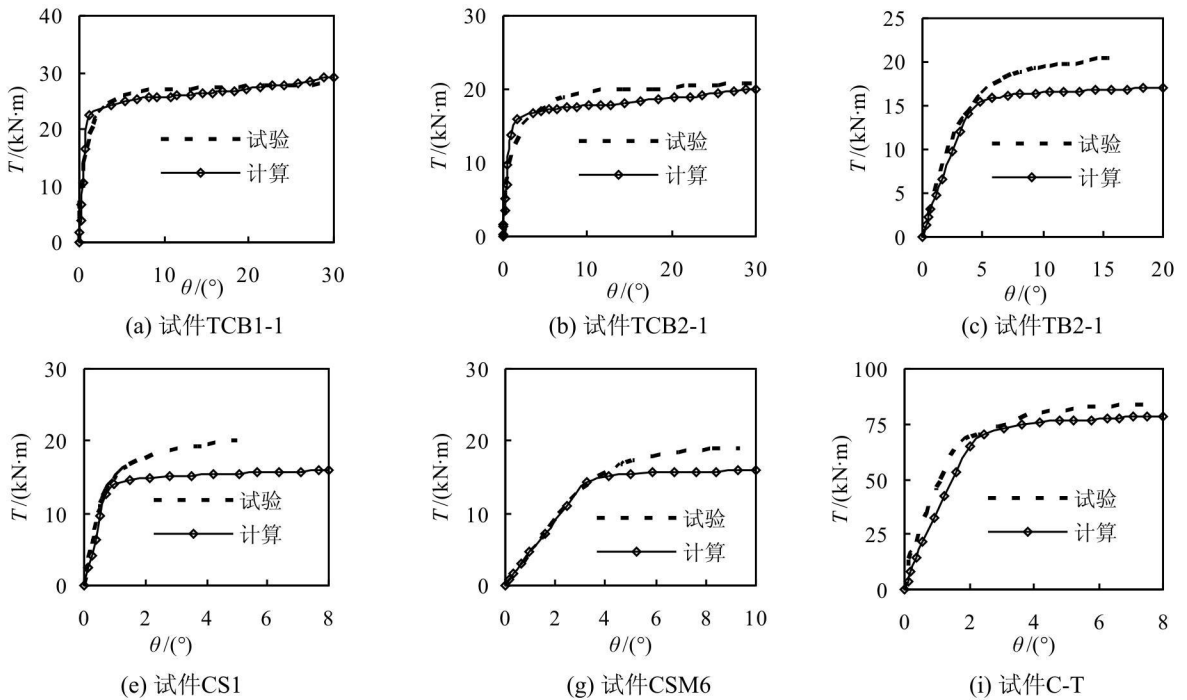 T/(kN·m)
40
30
20
10
0
试验
计算
0 10 20 30
θ/(°)
(a) 试件TCB1-1
T/(kN·m)
30
20
10
0
试验
计算
0 10 20 30
θ/(°)
(b) 试件TCB2-1
T/(kN·m)
25
20
15
10
5
0
试验
计算
0 5 10 15 20
θ/(°)
(c) 试件TB2-1
T/(kN·m)
30
20
10
0
试验
计算
0 2 4 6 8
θ/(°)
(e) 试件CS1
T/(kN·m)
30
20
10
0
试验
计算
0 2 4 6 8 10
θ/(°)
(g) 试件CSM6
T/(kN·m)
100
75
50
25
0
试验
计算
0 2 4 6 8
θ/(°)
(i) 试件C-T